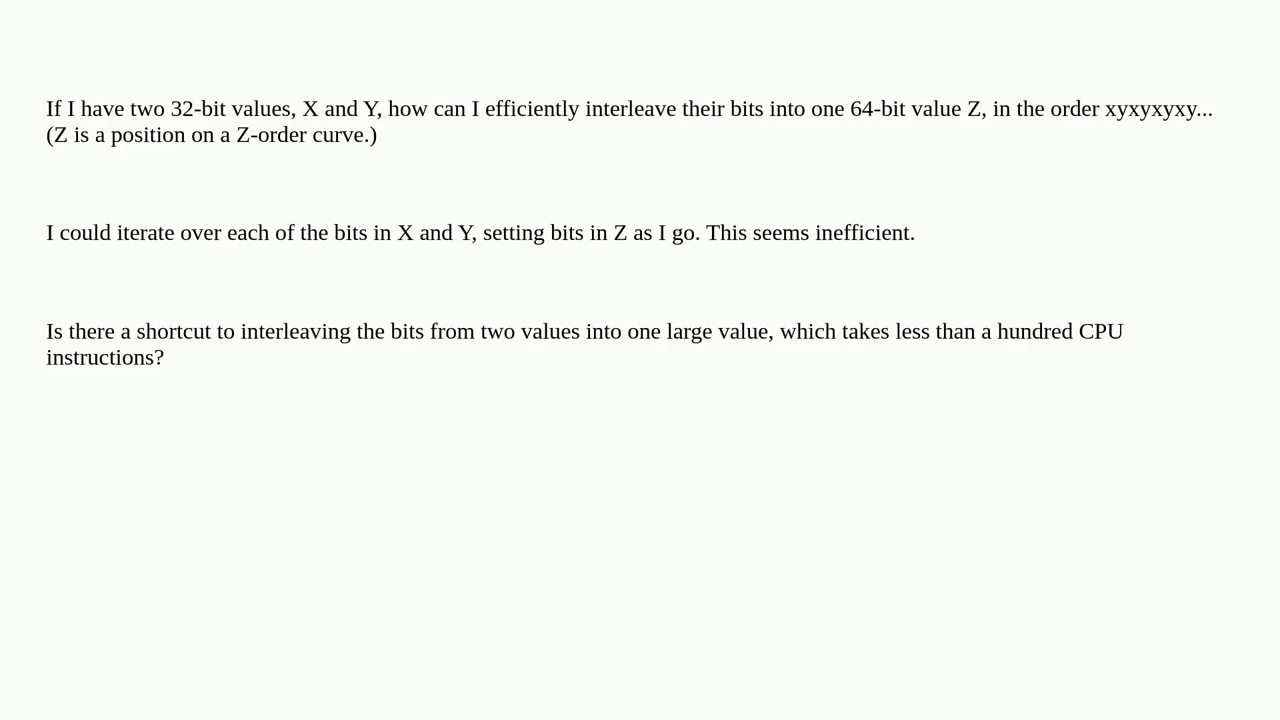 If I have two 32-bit values, X and Y, how can I efficiently interleave their bits into one 64-bit value Z, in the order xyxyxyxy...
(Z is a position on a Z-order curve.)
I could iterate over each of the bits in X and Y, setting bits in Z as I go. This seems inefficient.
Is there a shortcut to interleaving the bits from two values into one large value, which takes less than a hundred CPU
instructions?